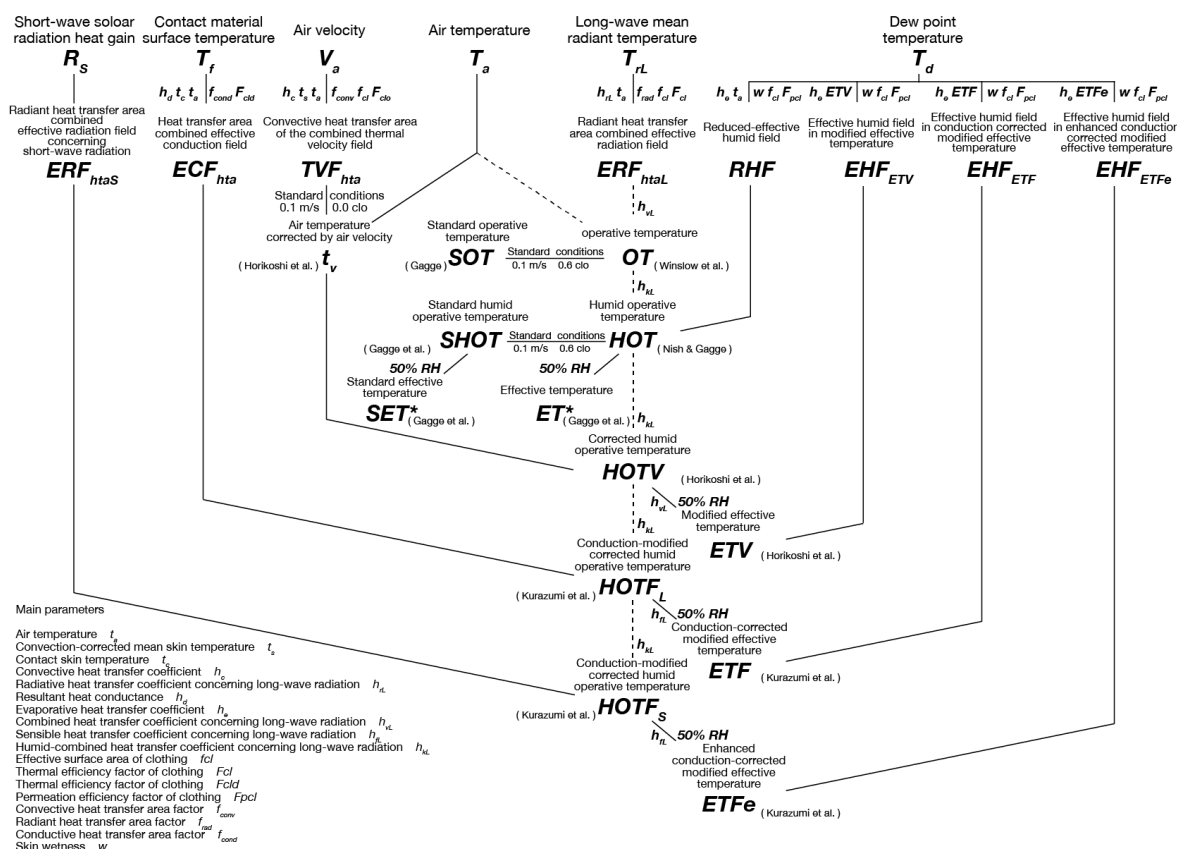 Short-wave soloar
radiation heat gain
R_S
Contact material
surface temperature
T_f
Air velocity
V_a
Air temperature
T_a
Long-wave mean
radiant temperature
T_rL
Dew point
temperature
T_d
h_d t_c t_a | f_cond F_cld
h_c t_s t_a | f_conv f_cl F_clo
h_rL t_a | f_rad f_cl F_cl
h_e t_a | w f_cl F_pcl
h_e ETV | w f_cl F_pcl
h_e ETF | w f_cl F_pcl
h_e ETFe | w f_cl F_pcl
Radiant heat transfer area
combined
effective radiation field
concerning
short-wave radiation
ERF_htaS
Heat transfer area
combined effective
conduction field
ECF_hta
Convective heat transfer area
of the combined thermal
velocity field
TVF_hta
Radiant heat transfer
area combined effective
radiation field
ERF_htaL
Reduced-effective
humid field
RHF
Effective humid field
in modified effective
temperature
EHF_ETV
Effective humid field
in conduction corrected
modified effective
temperature
EHF_ETF
Effective humid field
in enhanced conduction
corrected modified
effective temperature
EHF_ETFe
Standard conditions
0.1 m/s 0.0 clo
h_vL
Air temperature
corrected by air velocity
(Horikoshi et al.) t_v
Standard operative
temperature
(Gagge) SOT
Standard conditions
0.1 m/s 0.6 clo
operative temperature
OT (Winslow et al.)
h_kL
Standard humid
operative temperature
(Gagge et al.) SHOT
Standard conditions
0.1 m/s 0.6 clo
Humid operative
temperature
HOT (Nish & Gagge)
50% RH
Standard effective
temperature
SET* (Gagge et al.)
50% RH
Effective temperature
ET* (Gagge et al.)
h_kL
Corrected humid
operative temperature
HOTV (Horikoshi et al.)
h_vL 50% RH
Modified effective
temperature
ETV (Horikoshi et al.)
h_kL
Conduction-modified
corrected humid
operative temperature
(Kurazumi et al.) HOTF_L
h_fL 50% RH
Conduction-corrected
modified effective
temperature
ETF (Kurazumi et al.)
h_kL
Conduction-modified
corrected humid
operative temperature
(Kurazumi et al.) HOTF_S
h_fL 50% RH
Enhanced
conduction-corrected
modified effective
temperature
ETFe (Kurazumi et al.)
Main parameters
Air temperature t_a
Convection-corrected mean skin temperature t_s
Contact skin temperature t_c
Convective heat transfer coefficient h_c
Radiative heat transfer coefficient concerning long-wave radiation h_rL
Resultant heat conductance h_d
Evaporative heat transfer coefficient h_e
Combined heat transfer coefficient concerning long-wave radiation h_vL
Sensible heat transfer coefficient concerning long-wave radiation h_fL
Humid-combined heat transfer coefficient concerning long-wave radiation h_kL
Effective surface area of clothing fcl
Thermal efficiency factor of clothing Fcl
Thermal efficiency factor of clothing Fcld
Permeation efficiency factor of clothing Fpcl
Convective heat transfer area factor f_conv
Radiant heat transfer area factor f_rad
Conductive heat transfer area factor f_cond
Skin wetness w